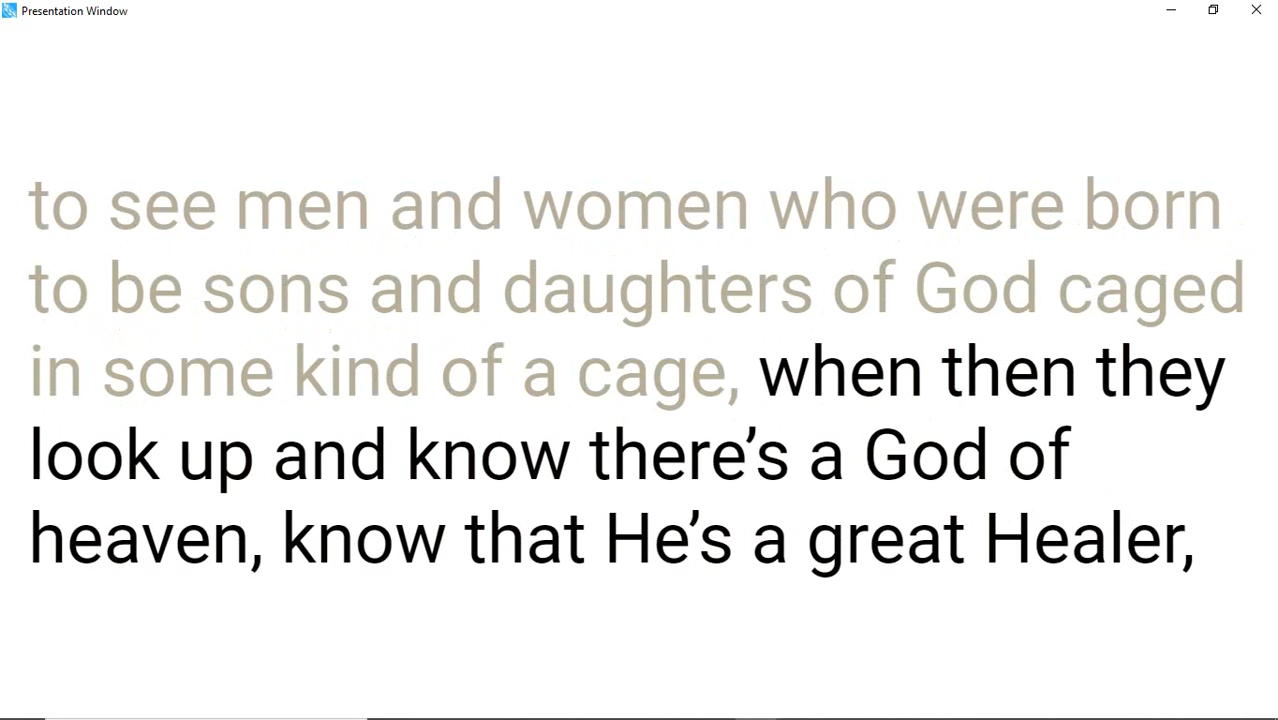 Presentation Window
to see men and women who were born
to be sons and daughters of God caged
in some kind of a cage, when then they
look up and know there’s a God of
heaven, know that He’s a great Healer,